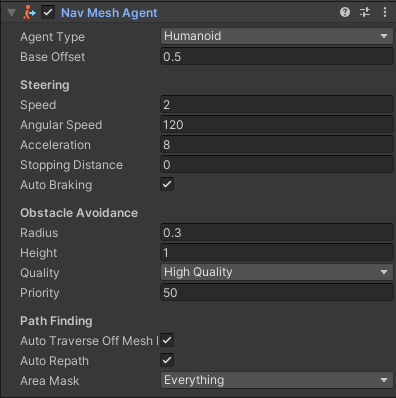 Nav Mesh Agent
Agent Type Humanoid
Base Offset 0.5
Steering
Speed 2
Angular Speed 120
Acceleration 8
Stopping Distance 0
Auto Braking
Obstacle Avoidance
Radius 0.3
Height 1
Quality High Quality
Priority 50
Path Finding
Auto Traverse Off Mesh
Auto Repath
Area Mask Everything